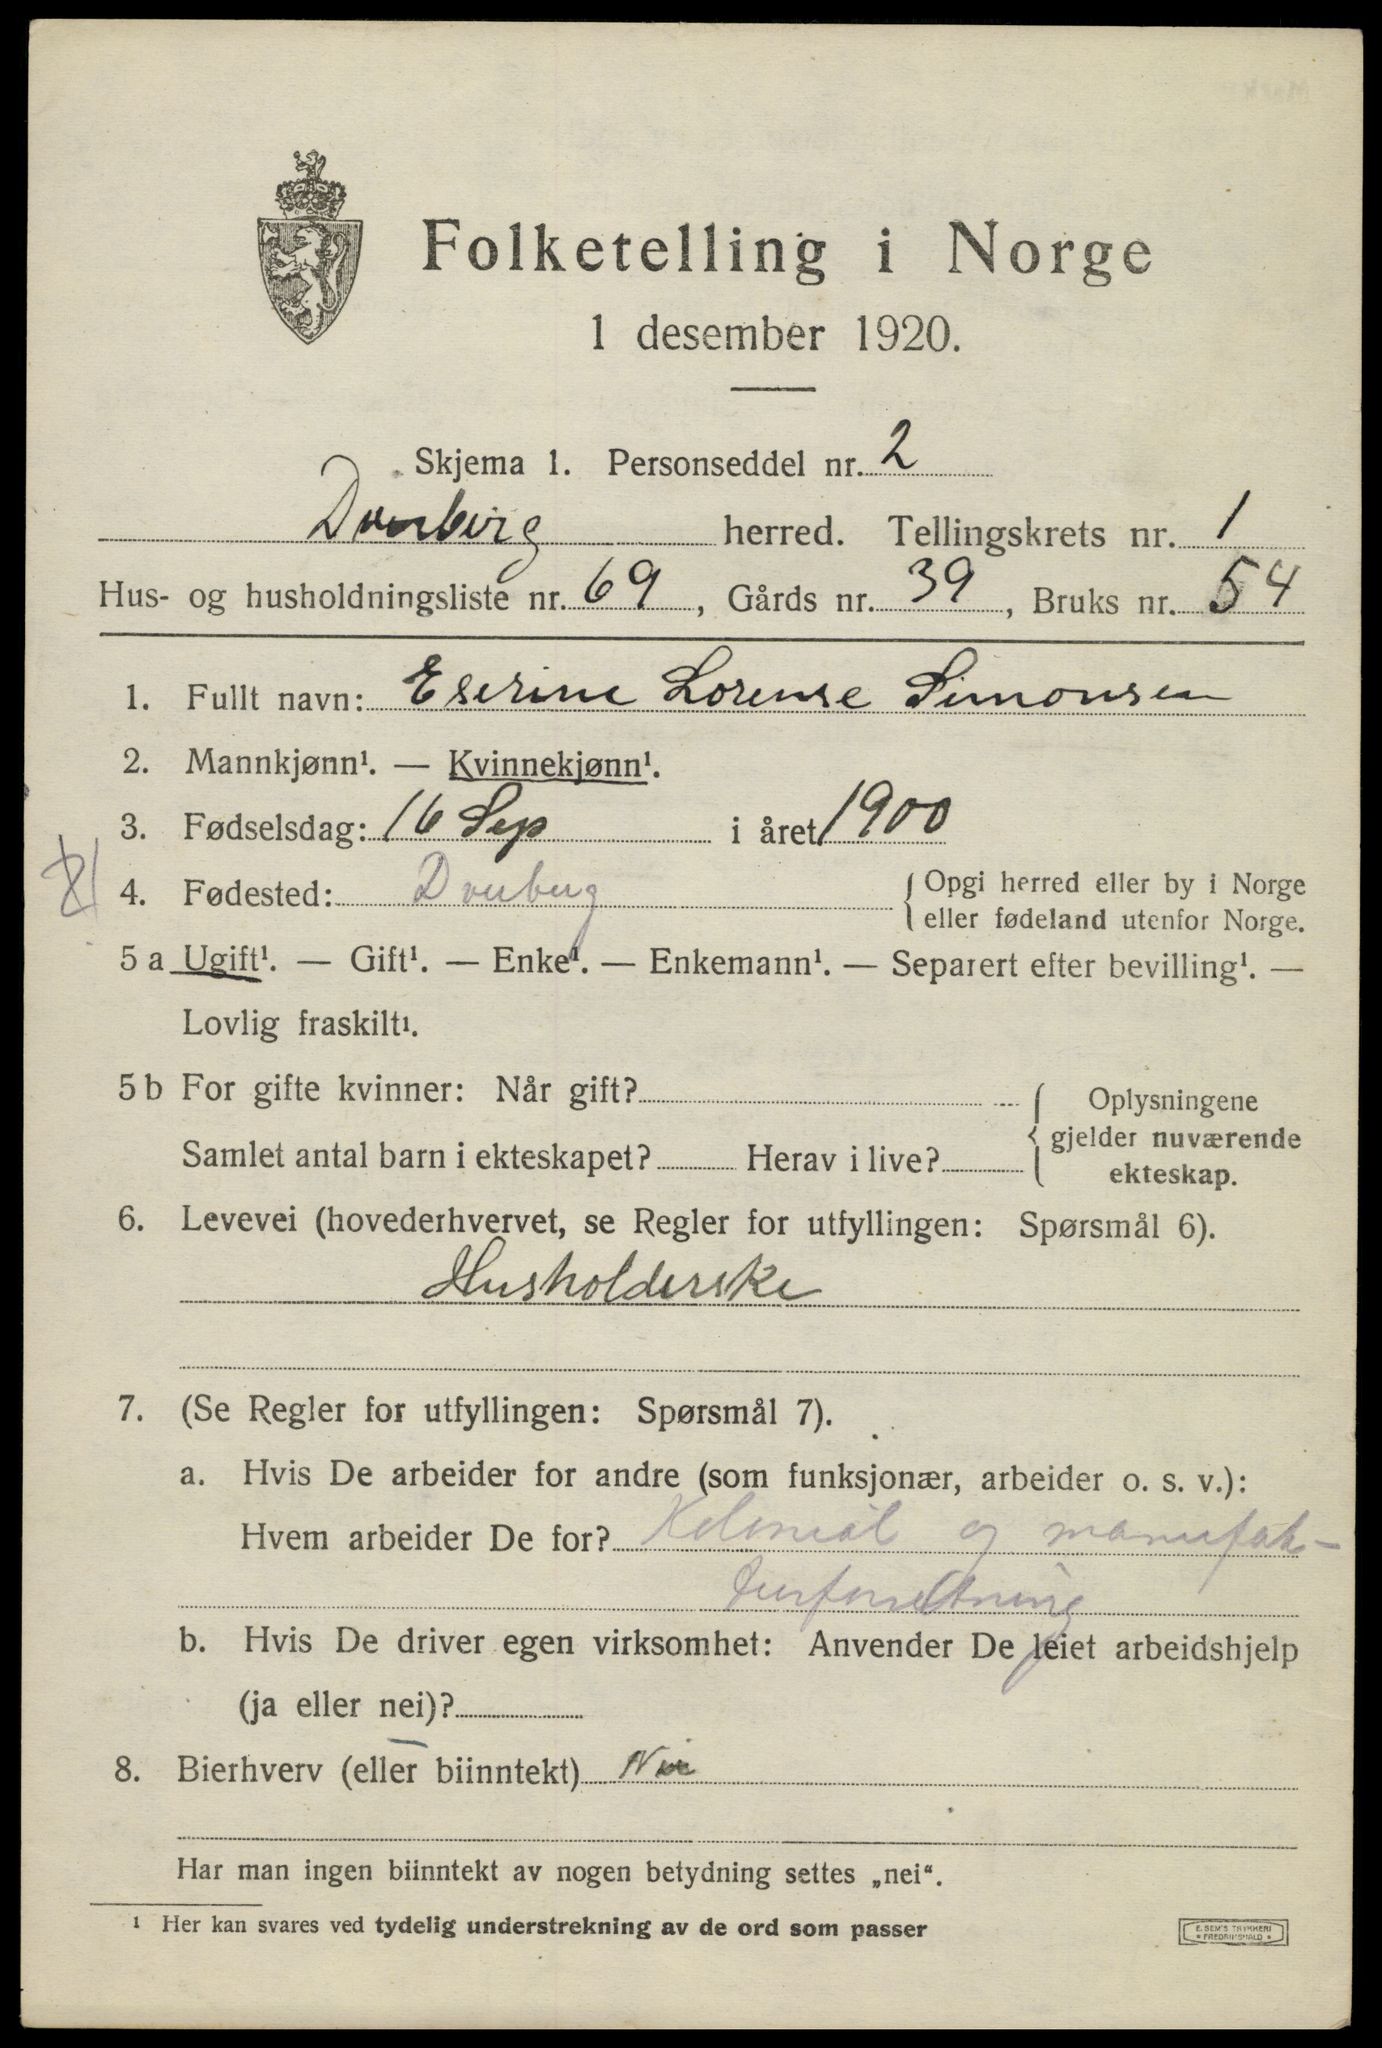 Folketelling i Norge
1 desember 1920.
Skjema 1. Personseddel nr. 2
Dverberg herred. Tellingskrets nr. 1
Hus- og husholdningsliste nr. 69, Gårds nr. 39, Bruks nr. 54
1. Fullt navn: Eserine Lorense Simonsen
2. Mannkjønn¹. — Kvinnekjønn¹.
3. Fødselsdag: 16 Sep i året 1900
4. Fødested: Dverberg { Opgi herred eller by i Norge
eller fødeland utenfor Norge.
5 a Ugift¹. — Gift¹. — Enke¹. — Enkemann¹. — Separert efter bevilling¹. —
Lovlig fraskilt¹.
5 b For gifte kvinner: Når gift? { Oplysningene
gjelder nuværende
Samlet antal barn i ekteskapet? Herav i live?
ekteskap.
6. Levevei (hovederhvervet, se Regler for utfyllingen: Spørsmål 6).
Husholderske
7. (Se Regler for utfyllingen: Spørsmål 7).
a. Hvis De arbeider for andre (som funksjonær, arbeider o. s. v.):
Hvem arbeider De for? Kolonial og manufak-
turforretning
b. Hvis De driver egen virksomhet: Anvender De leiet arbeidshjelp
(ja eller nei)?
8. Bierhverv (eller biinntekt) Nei
Har man ingen biinntekt av nogen betydning settes „nei“.
¹ Her kan svares ved tydelig understrekning av de ord som passer
E. SEM'S TRYKKERI
FREDRIKSHALD